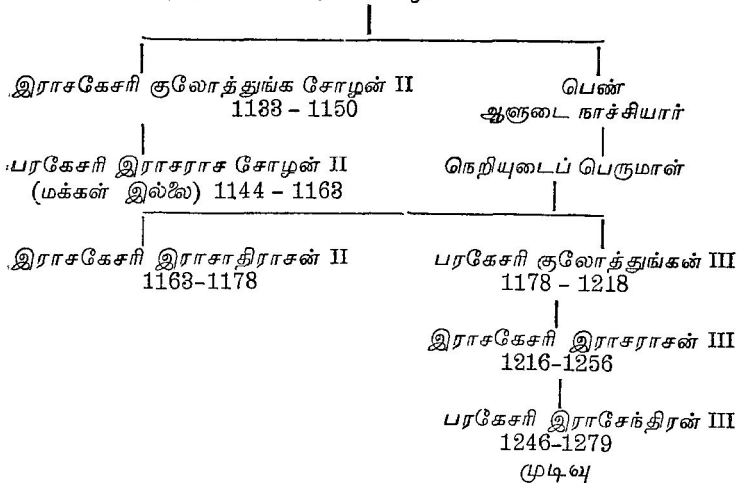 இராசகேசரி குலோத்துங்க சோழன் II
1133 – 1150
பெண்
ஆளுடை நாச்சியார்
பரகேசரி இராசராச சோழன் II
(மக்கள் இல்லை) 1144 – 1163
நெறியுடைப் பெருமாள்
இராசகேசரி இராசாதிராசன் II
1163-1178
பரகேசரி குலோத்துங்கன் III
1178 – 1218
இராசகேசரி இராசராசன் III
1216-1256
பரகேசரி இராசேந்திரன் III
1246-1279
முடிவு